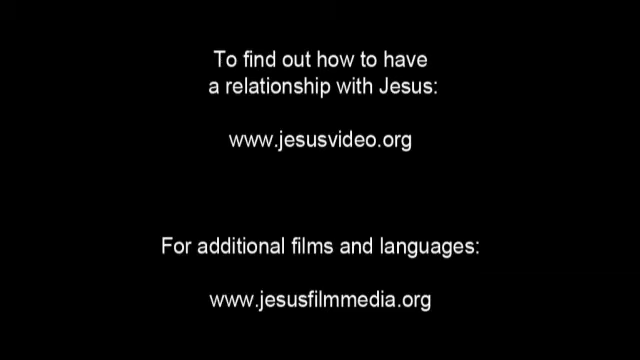 To find out how to have
a relationship with Jesus:
www.jesusvideo.org
For additional films and languages:
www.jesusfilmmedia.org